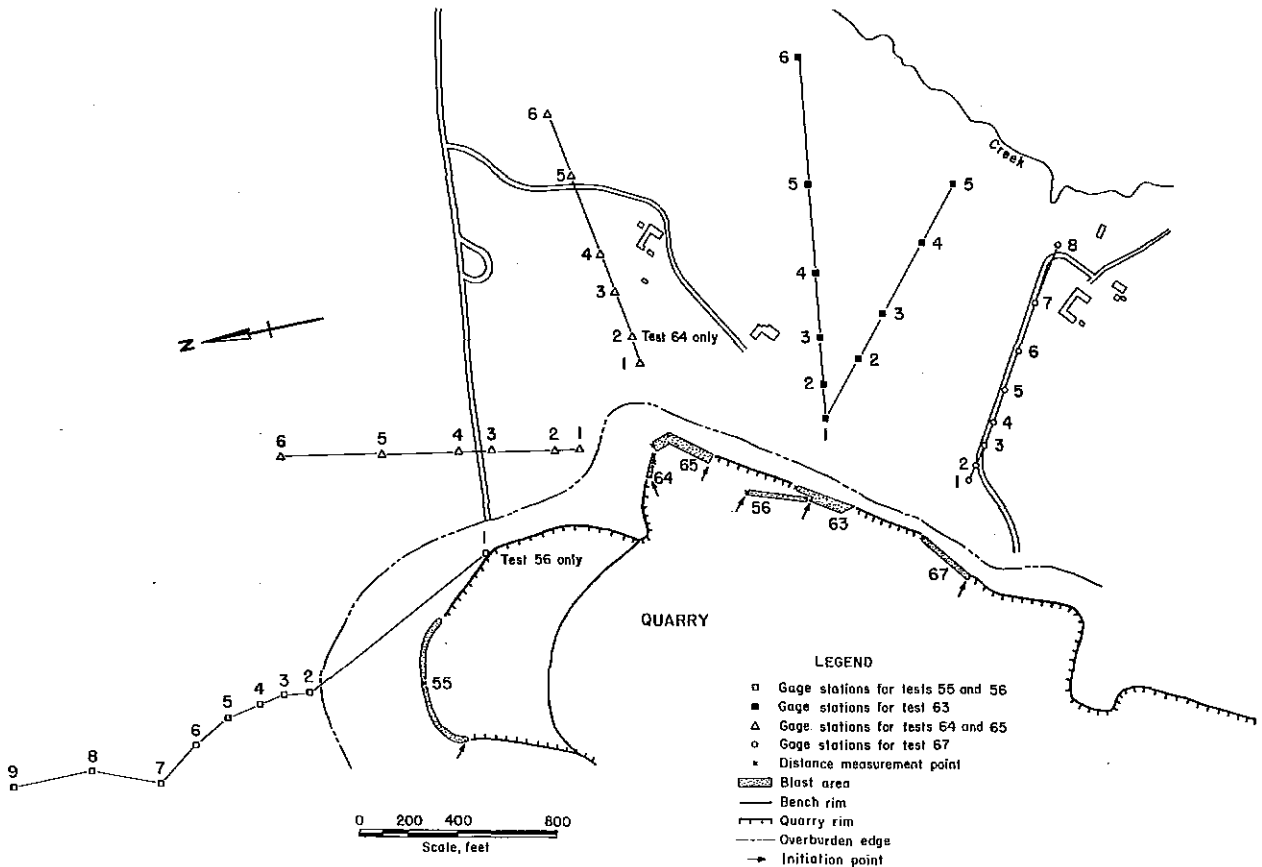 6
6
5
Creek
5
5
4
8
4
4
7
3
3
N
2
Test 64 only
3
6
1
2
2
5
1
4
6
5
4
3
2
1
3
2
1
65
64
56
63
Test 56 only
67
QUARRY
55
2
3
4
5
6
7
8
9
LEGEND
Gage stations for tests 55 and 56
Gage stations for test 63
Gage stations for tests 64 and 65
Gage stations for test 67
Distance measurement point
Blast area
Bench rim
Quarry rim
Overburden edge
Initiation point
0 200 400 800
Scale, feet